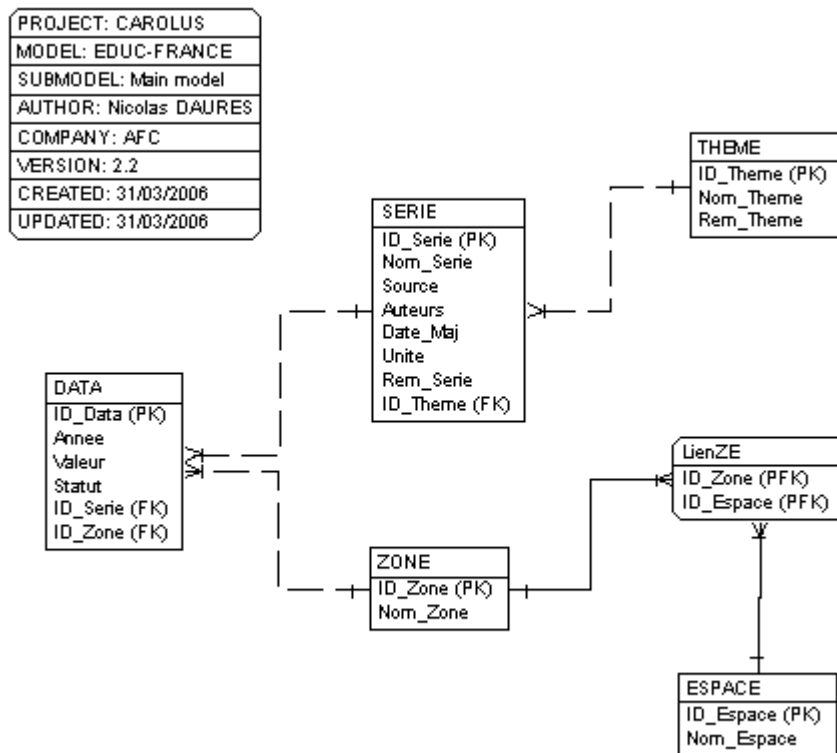 PROJECT: CAROLUS
MODEL: EDUC-FRANCE
SUBMODEL: Main model
AUTHOR: Nicolas DAURES
COMPANY: AFC
VERSION: 2.2
CREATED: 31/03/2006
UPDATED: 31/03/2006
THEME
ID_Theme (PK)
Nom_Theme
Rem_Theme
SERIE
ID_Serie (PK)
Nom_Serie
Source
Auteurs
Date_Maj
Unite
Rem_Serie
ID_Theme (FK)
DATA
ID_Data (PK)
Annee
Valeur
Statut
ID_Serie (FK)
ID_Zone (FK)
LienZE
ID_Zone (PFK)
ID_Espace (PFK)
ZONE
ID_Zone (PK)
Nom_Zone
ESPACE
ID_Espace (PK)
Nom_Espace